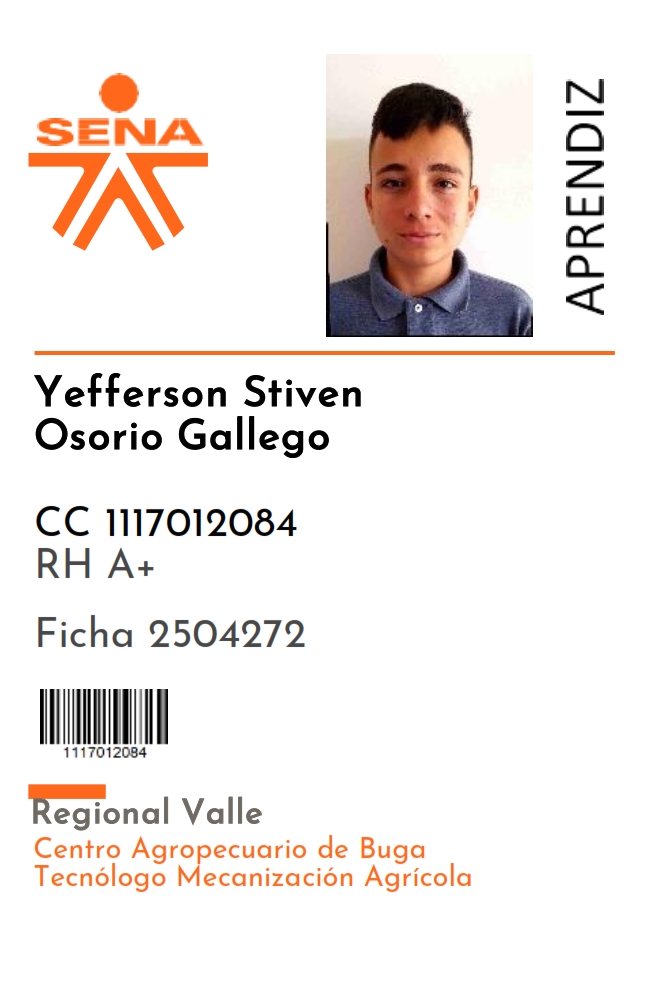 SENA
APRENDIZ
Yefferson Stiven
Osorio Gallego
CC 1117012084
RH A+
Ficha 2504272
1117012084
Regional Valle
Centro Agropecuario de Buga
Tecnólogo Mecanización Agrícola